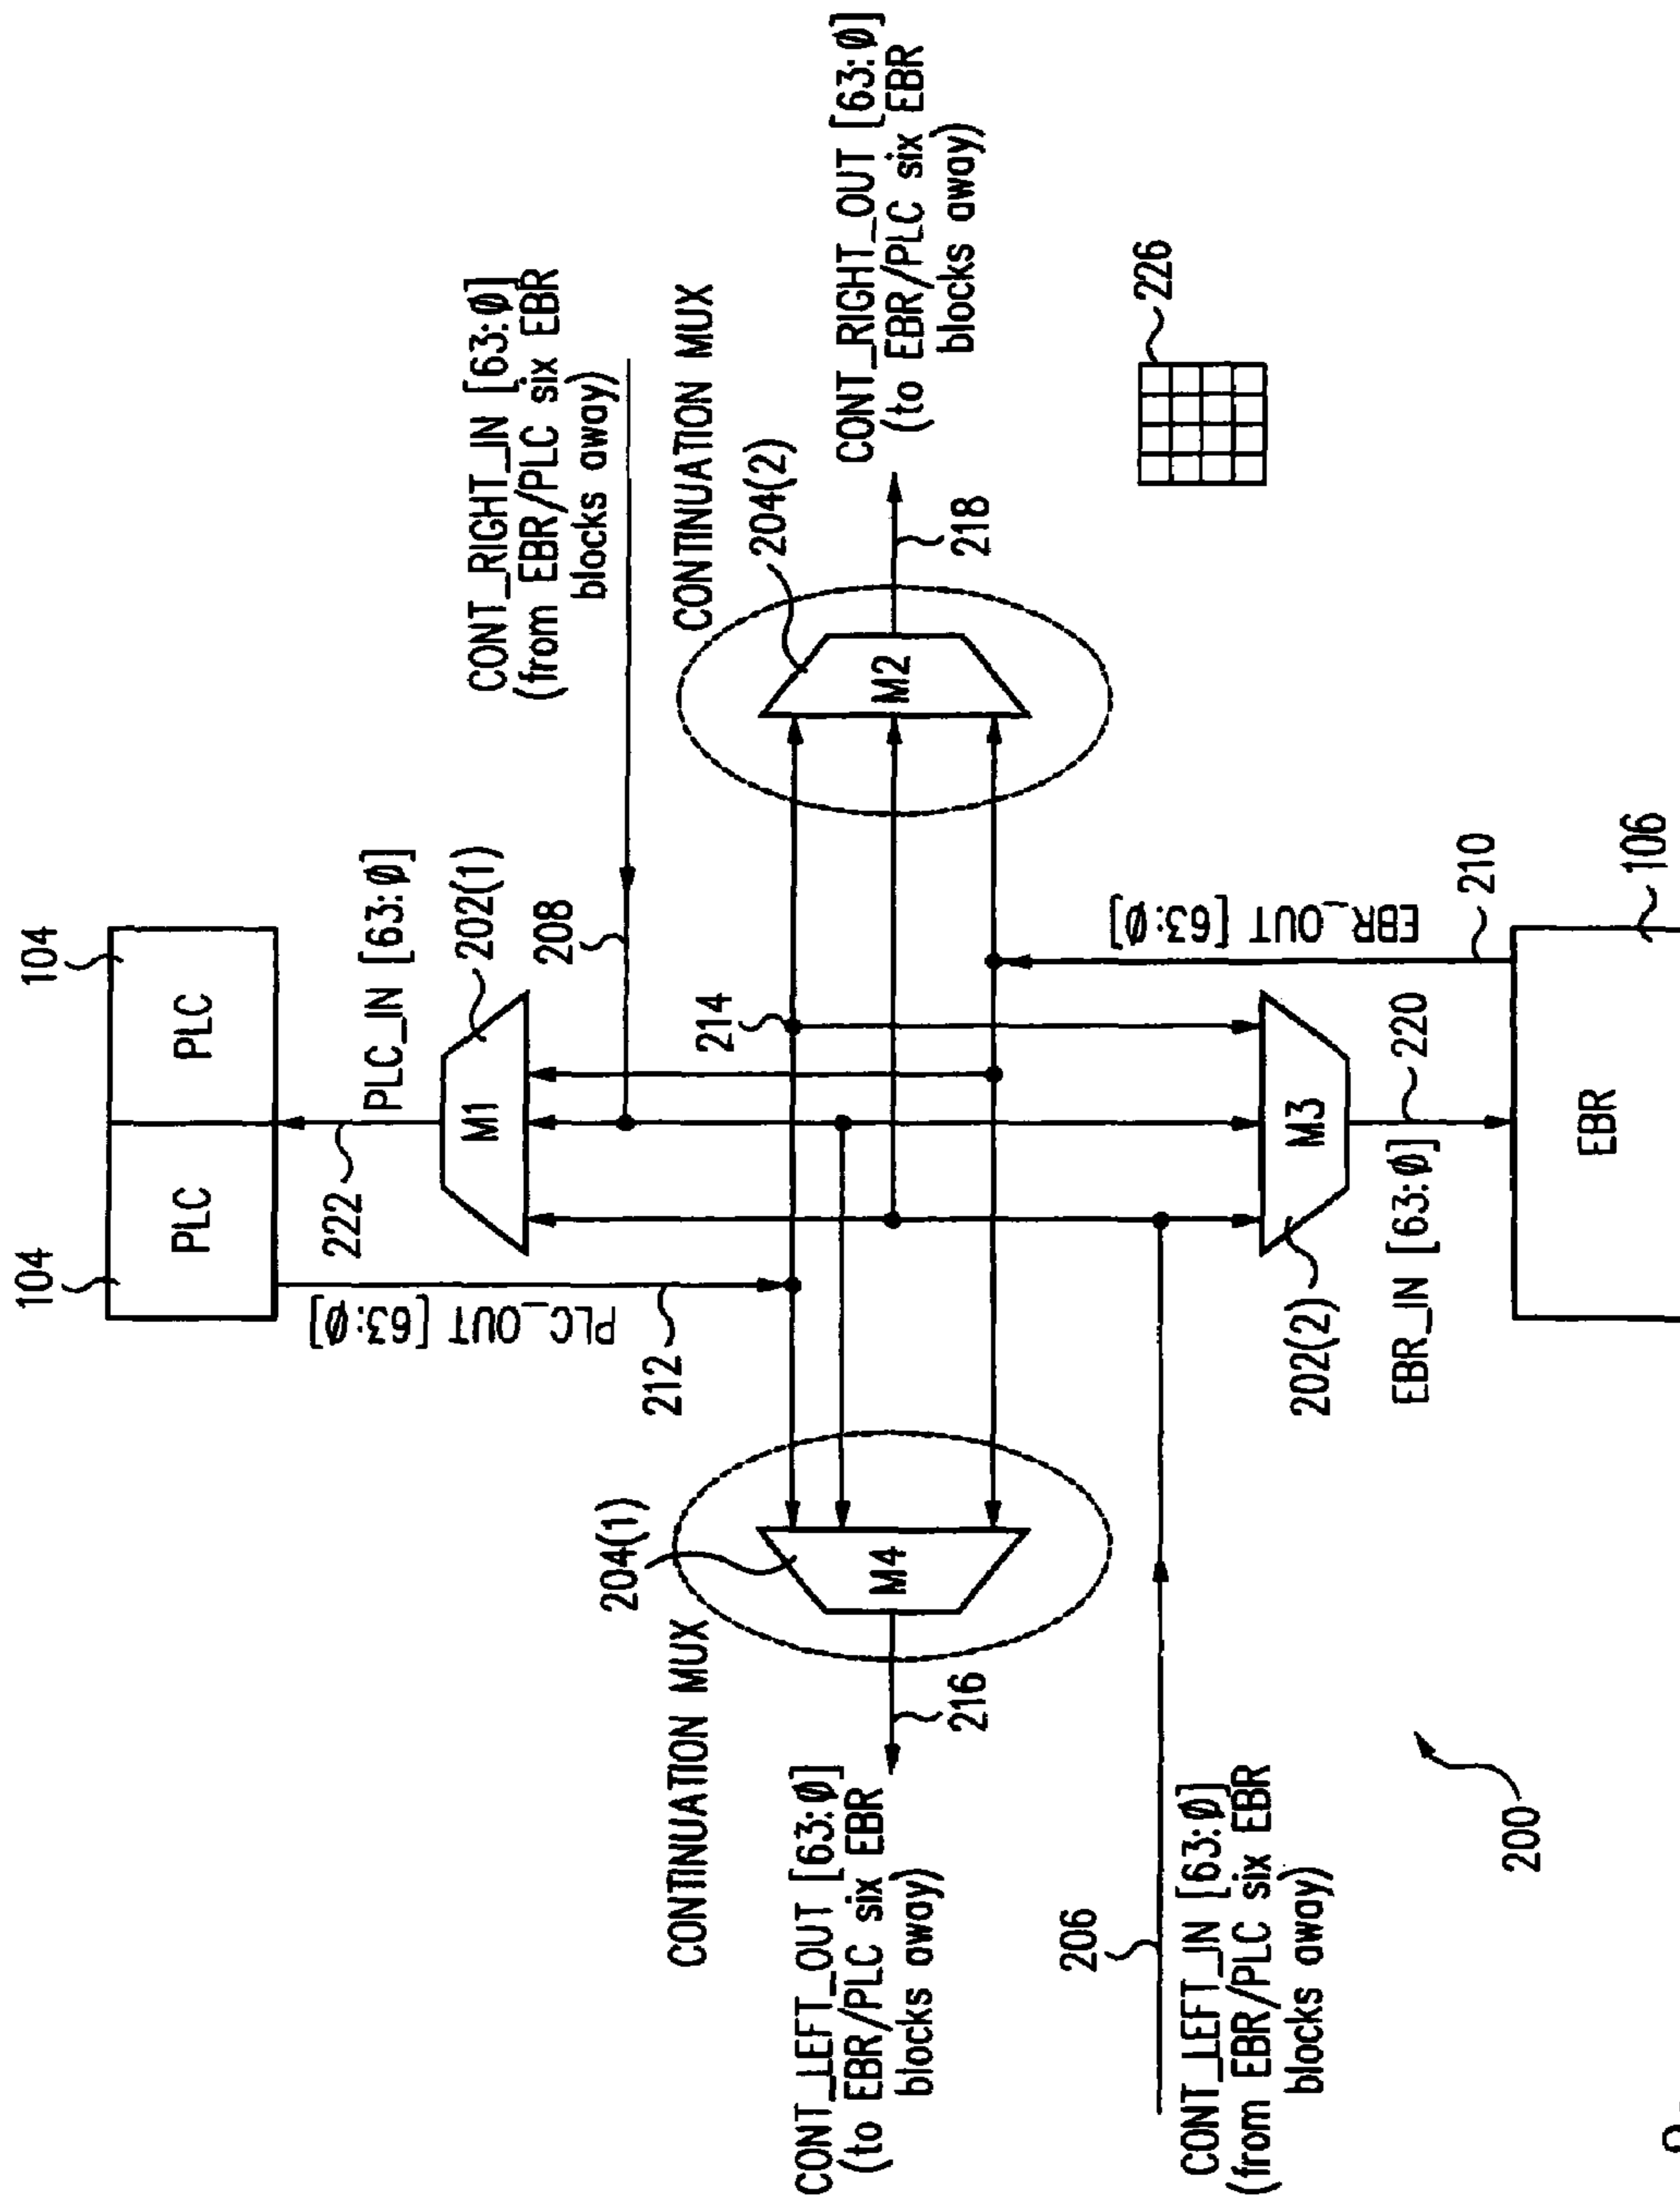 104
104
PLC
PLC
222
PLC_IN [63:Ø]
202(1)
M1
PLC_OUT [63:Ø]
212
208
CONT_RIGHT_IN [63:Ø]
(from EBR/PLC six EBR
blocks away)
CONTINUATION MUX
204(1)
M4
216
CONT_LEFT_OUT [63:Ø]
(to EBR/PLC six EBR
blocks away)
214
CONTINUATION MUX
204(2)
M2
218
CONT_RIGHT_OUT [63:Ø]
(to EBR/PLC six EBR
blocks away)
226
206
CONT_LEFT_IN [63:Ø]
(from EBR/PLC six EBR
blocks away)
M3
202(2)
EBR_IN [63:Ø]
220
EBR_OUT [63:Ø]
210
106
EBR
200